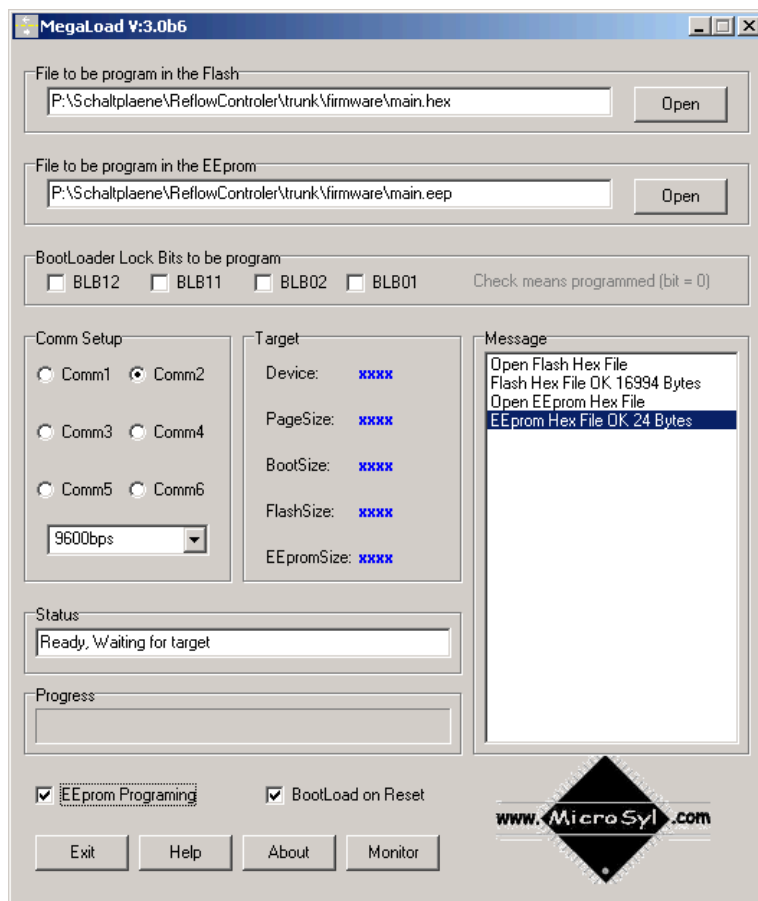 MegaLoad V:3.0b6
File to be program in the Flash
P:\Schaltplaene\ReflowControler\trunk\firmware\main.hex
Open
File to be program in the EEprom
P:\Schaltplaene\ReflowControler\trunk\firmware\main.eep
Open
BootLoader Lock Bits to be program
BLB12 BLB11 BLB02 BLB01 Check means programmed (bit = 0)
Comm Setup
Comm1 Comm2
Comm3 Comm4
Comm5 Comm6
9600bps
Target
Device: xxxx
PageSize: xxxx
BootSize: xxxx
FlashSize: xxxx
EEpromSize: xxxx
Message
Open Flash Hex File
Flash Hex File OK 16994 Bytes
Open EEprom Hex File
EEprom Hex File OK 24 Bytes
Status
Ready, Waiting for target
Progress
EEprom Programing BootLoad on Reset
www.MicroSyl.com
Exit Help About Monitor